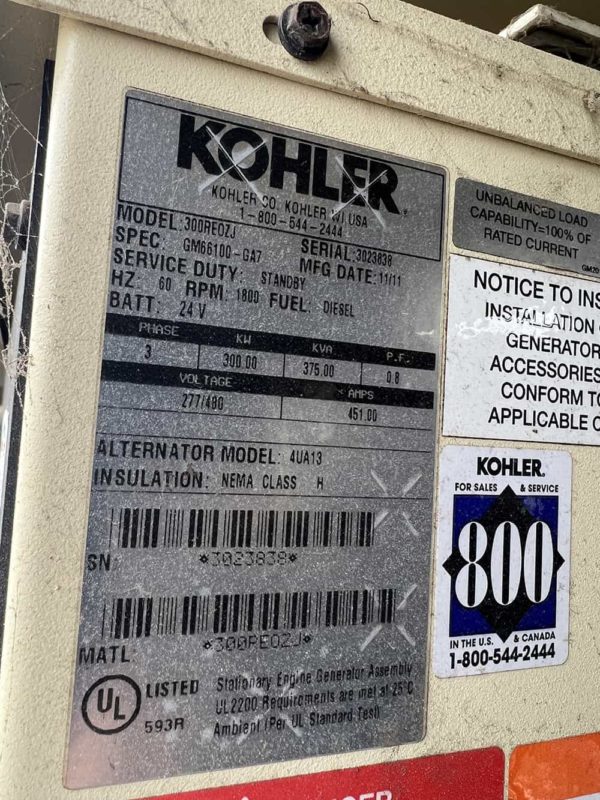 KOHLER®
KOHLER CO. KOHLER WI. USA
1-800-544-2444
MODEL: 300REOZJ
SPEC: GM66100-GA7 SERIAL: 3023838
SERVICE DUTY: STANDBY MFG DATE: 11/11
HZ: 60 RPM: 1800 FUEL: DIESEL
BATT: 24 V
PHASE KW KVA P.F.
3 300.00 375.00 0.8
VOLTAGE AMPS
277/480 451.00
ALTERNATOR MODEL: 4UA13
INSULATION: NEMA CLASS H
SN: *3023838*
MATL: *300REOZJ*
UL LISTED
593R
Stationary Engine Generator Assembly
UL2200 Requirements are met at 25°C
Ambient (Per UL Standard Test)
UNBALANCED LOAD
CAPABILITY=100% OF
RATED CURRENT
GM20
NOTICE TO INS
INSTALLATION
GENERATOR
ACCESSORIES
CONFORM TO
APPLICABLE C
KOHLER®
FOR SALES & SERVICE
800
IN THE U.S. & CANADA
1-800-544-2444